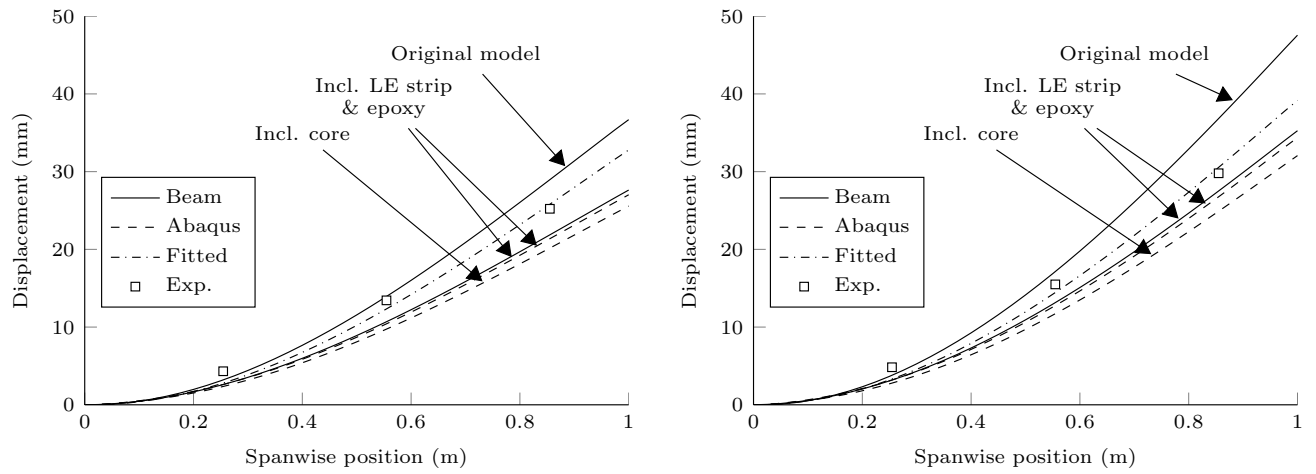 50
40
30
20
10
0
0
0.2
0.4
0.6
0.8
1
Displacement (mm)
Spanwise position (m)
Original model
Incl. LE strip
& epoxy
Incl. core
Beam
Abaqus
Fitted
Exp.
50
40
30
20
10
0
0
0.2
0.4
0.6
0.8
1
Displacement (mm)
Spanwise position (m)
Original model
Incl. LE strip
& epoxy
Incl. core
Beam
Abaqus
Fitted
Exp.